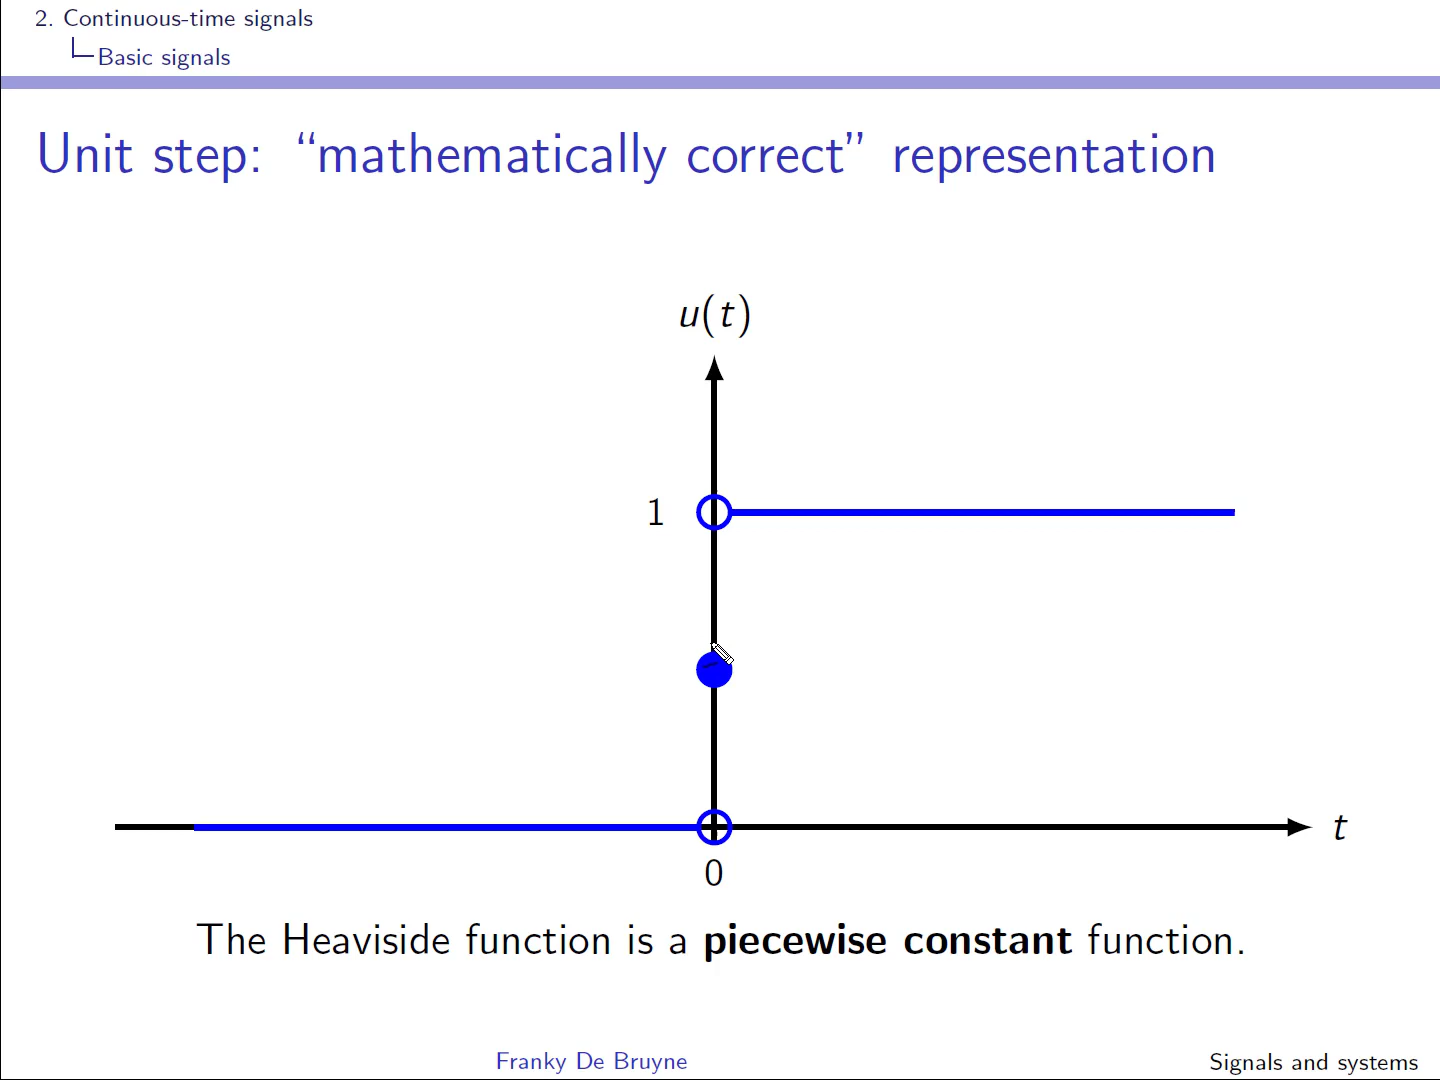 2. Continuous-time signals
Basic signals
Unit step: “mathematically correct” representation
u(t)
1
t
0
The Heaviside function is a piecewise constant function.
Franky De Bruyne
Signals and systems